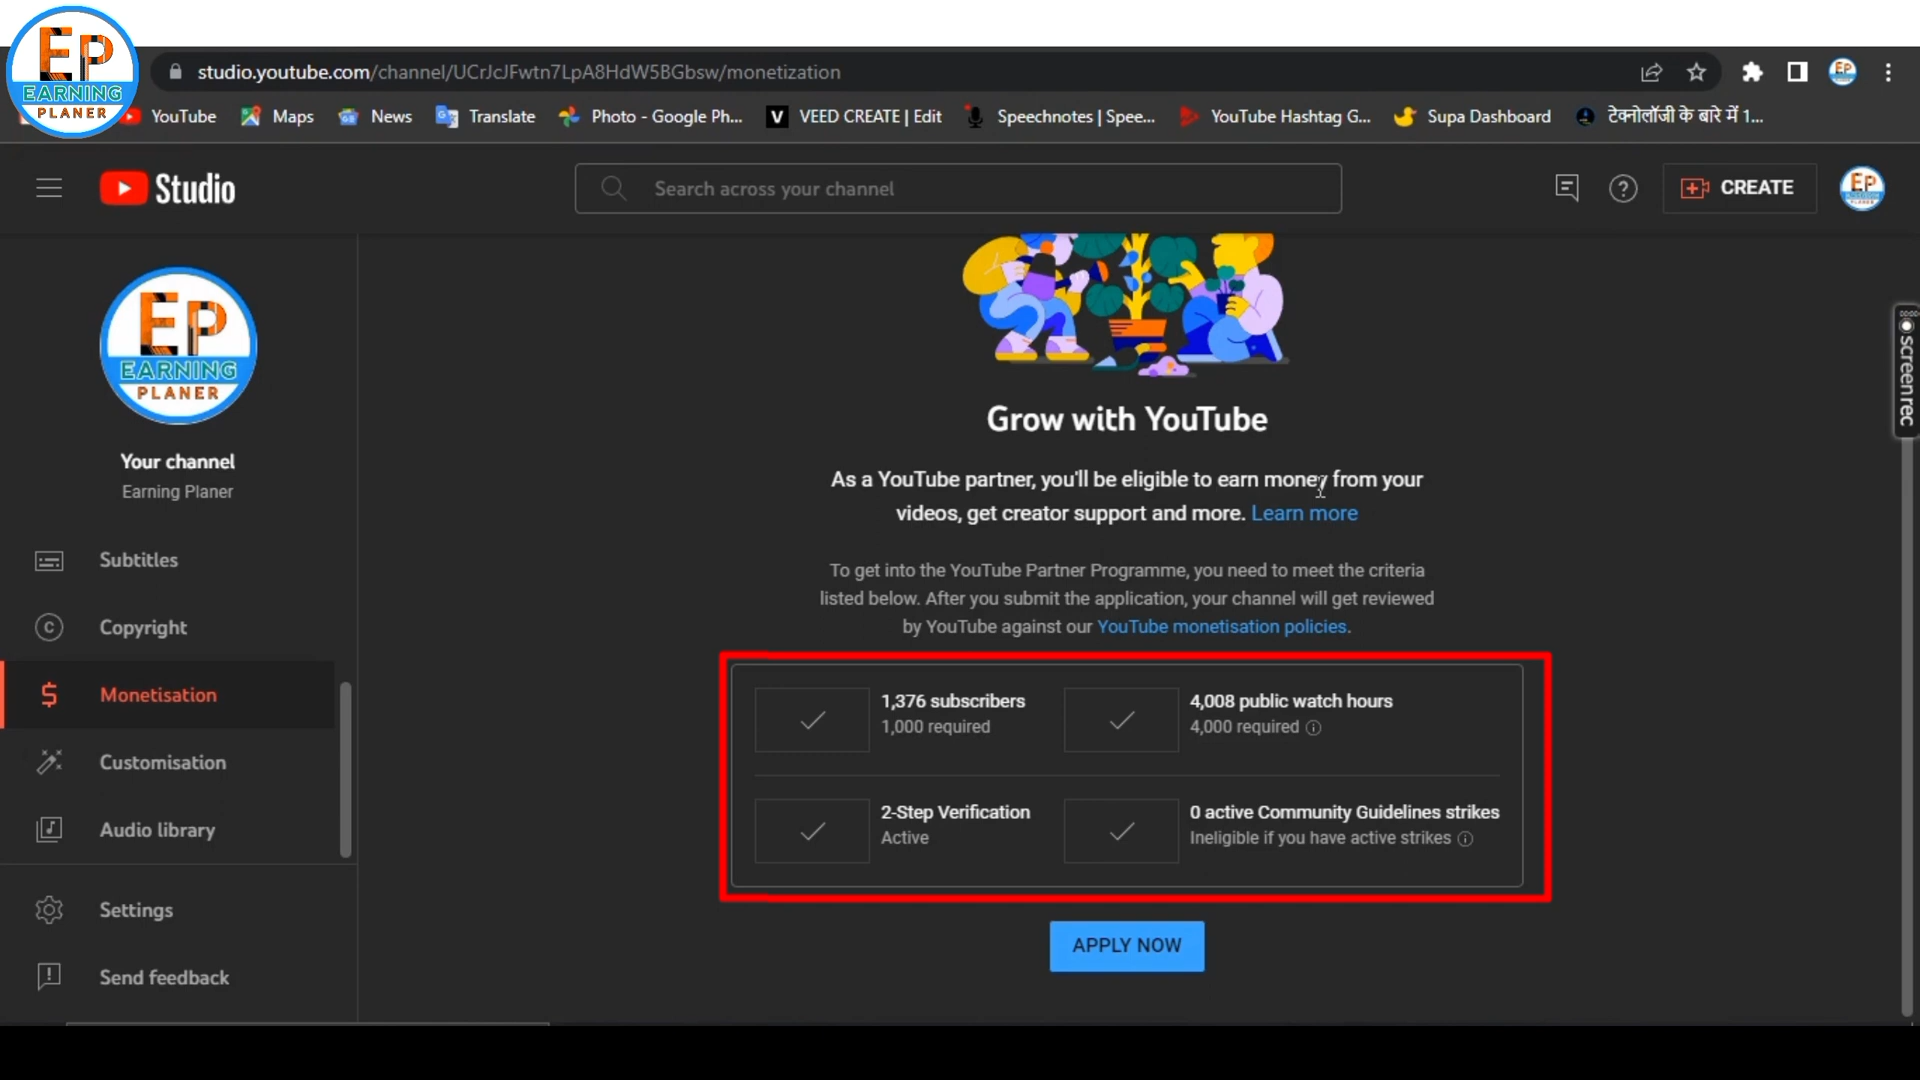 EP
EARNING
PLANER
studio.youtube.com/channel/UCrJcJFwtn7LpA8HdW5BGbsw/monetization
YouTube
Maps
News
Translate
Photo - Google Ph...
VEED CREATE | Edit
Speechnotes | Spee...
YouTube Hashtag G...
Supa Dashboard
टेक्नोलॉजी के बारे में 1...
Studio
Search across your channel
CREATE
EP
EARNING
PLANER
Your channel
Earning Planer
Subtitles
Copyright
Monetisation
Customisation
Audio library
Settings
Send feedback
Grow with YouTube
As a YouTube partner, you'll be eligible to earn money from your
videos, get creator support and more. Learn more
To get into the YouTube Partner Programme, you need to meet the criteria
listed below. After you submit the application, your channel will get reviewed
by YouTube against our YouTube monetisation policies.
1,376 subscribers
1,000 required
4,008 public watch hours
4,000 required
2-Step Verification
Active
0 active Community Guidelines strikes
Ineligible if you have active strikes
APPLY NOW
screenrec